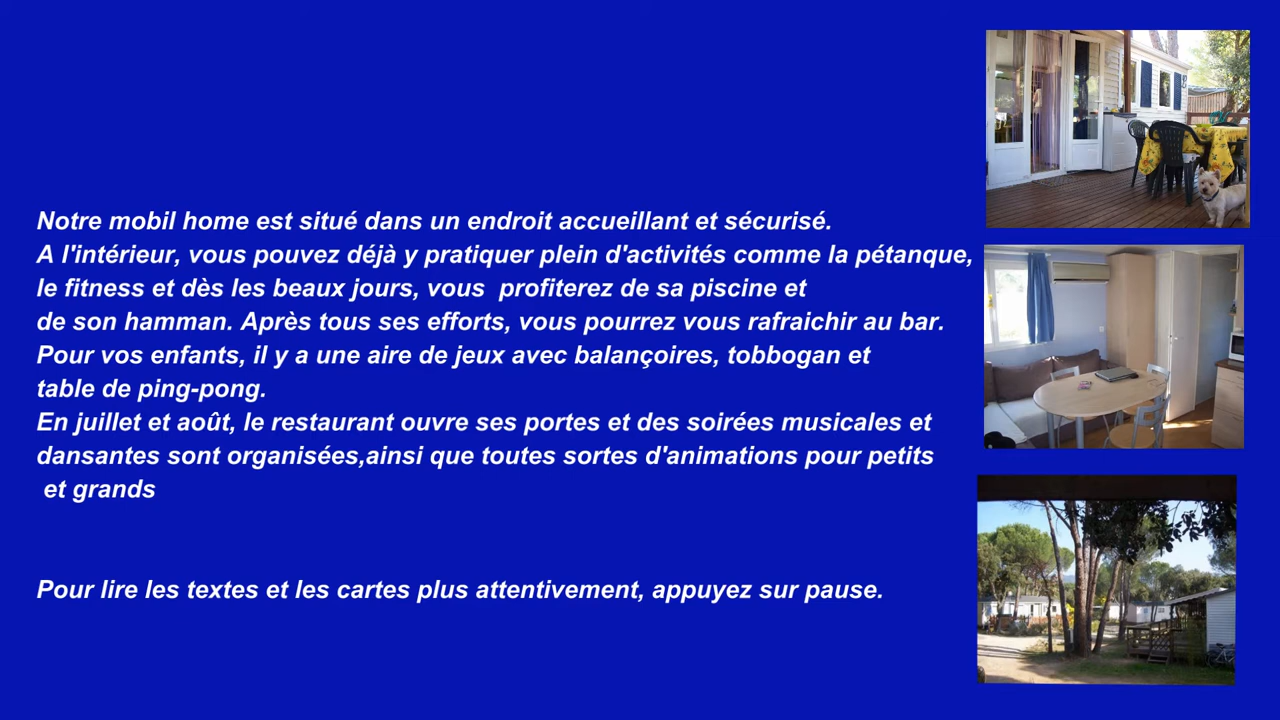 Notre mobil home est situé dans un endroit accueillant et sécurisé.
A l'intérieur, vous pouvez déjà y pratiquer plein d'activités comme la pétanque,
le fitness et dès les beaux jours, vous  profiterez de sa piscine et
de son hamman. Après tous ses efforts, vous pourrez vous rafraichir au bar.
Pour vos enfants, il y a une aire de jeux avec balançoires, tobbogan et
table de ping-pong.
En juillet et août, le restaurant ouvre ses portes et des soirées musicales et
dansantes sont organisées,ainsi que toutes sortes d'animations pour petits
et grands
Pour lire les textes et les cartes plus attentivement, appuyez sur pause.